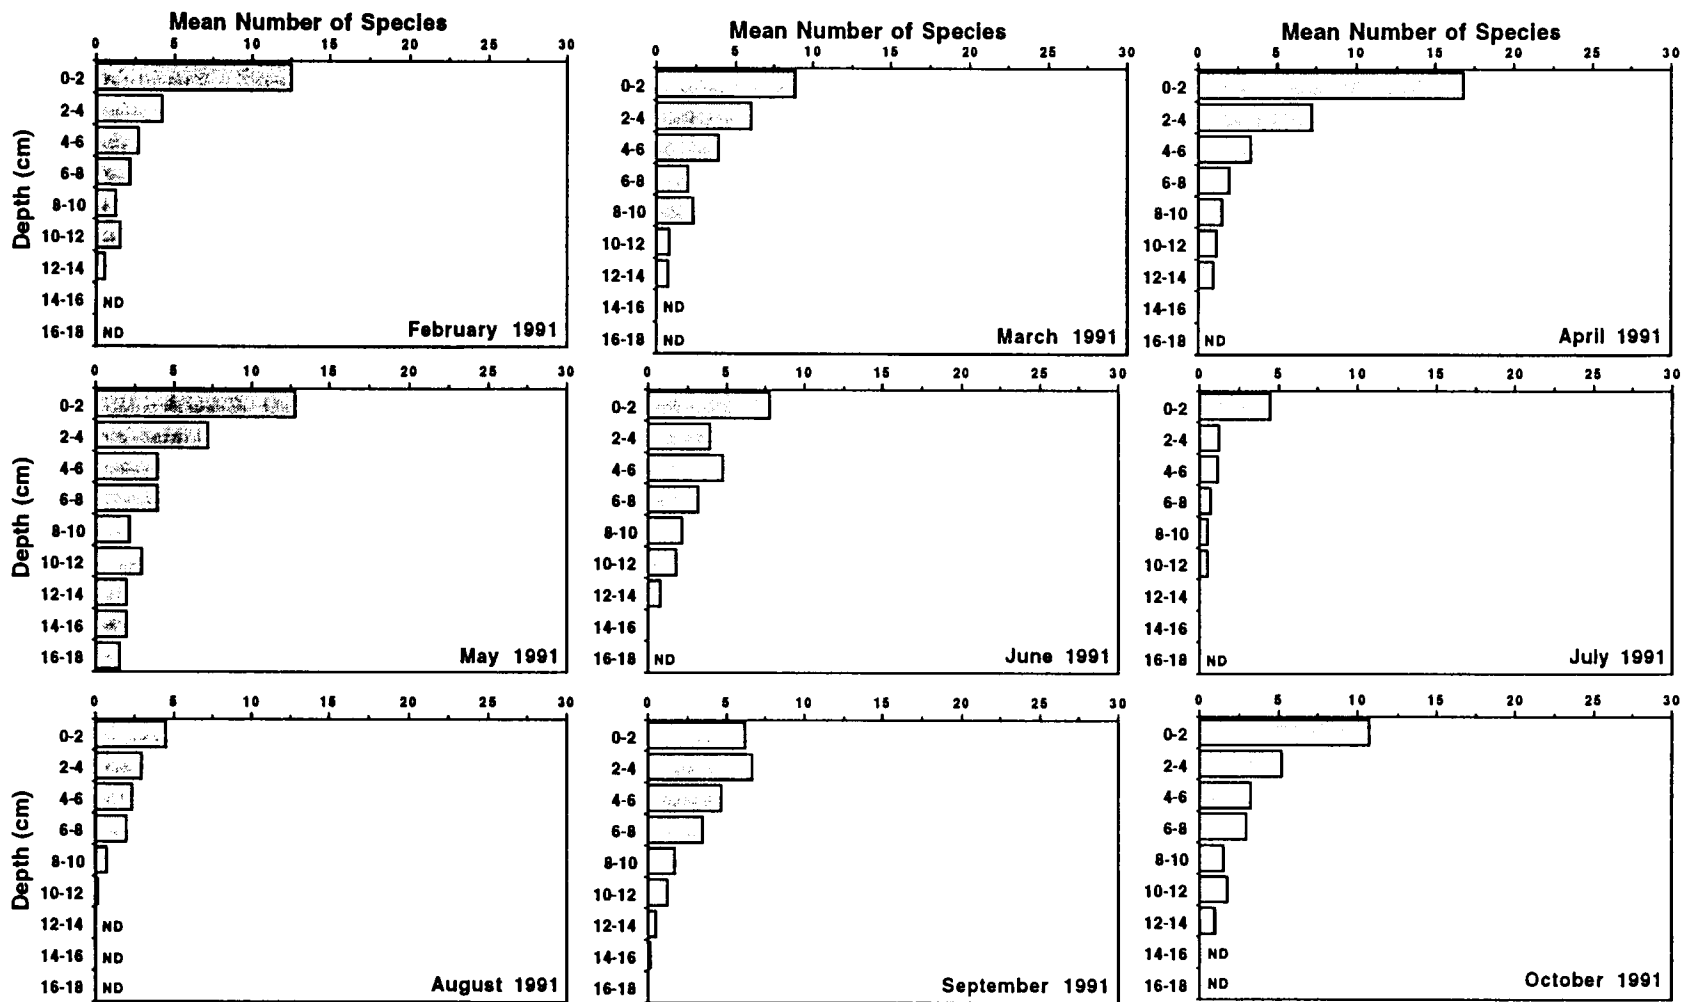 Mean Number of Species
0 5 10 15 20 25 30
Depth (cm)
0-2
2-4
4-6
6-8
8-10
10-12
12-14
14-16 ND
16-18 ND
February 1991
Mean Number of Species
0 5 10 15 20 25 30
0-2
2-4
4-6
6-8
8-10
10-12
12-14
14-16 ND
16-18 ND
March 1991
Mean Number of Species
0 5 10 15 20 25 30
0-2
2-4
4-6
6-8
8-10
10-12
12-14
14-16
16-18 ND
April 1991
0 5 10 15 20 25 30
Depth (cm)
0-2
2-4
4-6
6-8
8-10
10-12
12-14
14-16
16-18
May 1991
0 5 10 15 20 25 30
0-2
2-4
4-6
6-8
8-10
10-12
12-14
14-16
16-18 ND
June 1991
0 5 10 15 20 25 30
0-2
2-4
4-6
6-8
8-10
10-12
12-14
14-16
16-18 ND
July 1991
0 5 10 15 20 25 30
Depth (cm)
0-2
2-4
4-6
6-8
8-10
10-12
12-14 ND
14-16 ND
16-18 ND
August 1991
0 5 10 15 20 25 30
0-2
2-4
4-6
6-8
8-10
10-12
12-14
14-16
16-18
September 1991
0 5 10 15 20 25 30
0-2
2-4
4-6
6-8
8-10
10-12
12-14
14-16 ND
16-18 ND
October 1991